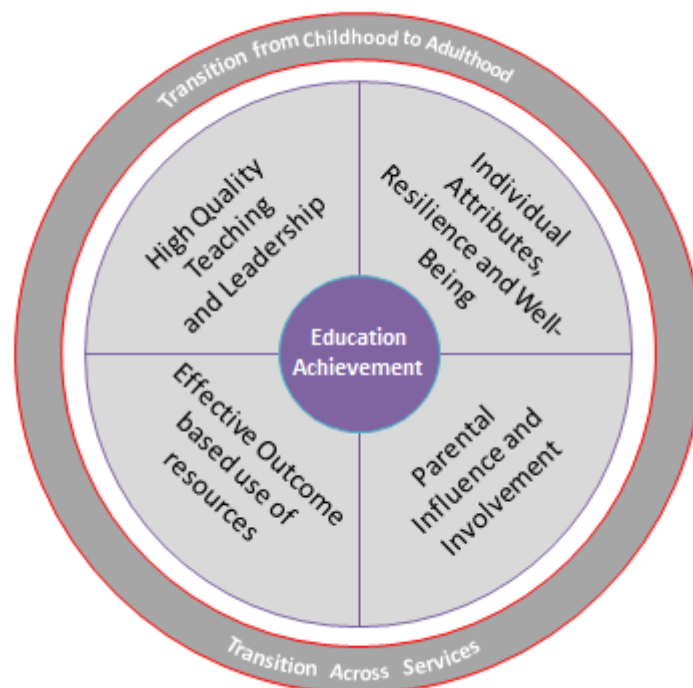 Transition from Childhood to Adulthood
High Quality
Teaching
and Leadership
Individual
Attributes,
Resilience and Well-
Being
Education
Achievement
Effective Outcome
based use of
resources
Parental
Influence and
Involvement
Transition Across Services